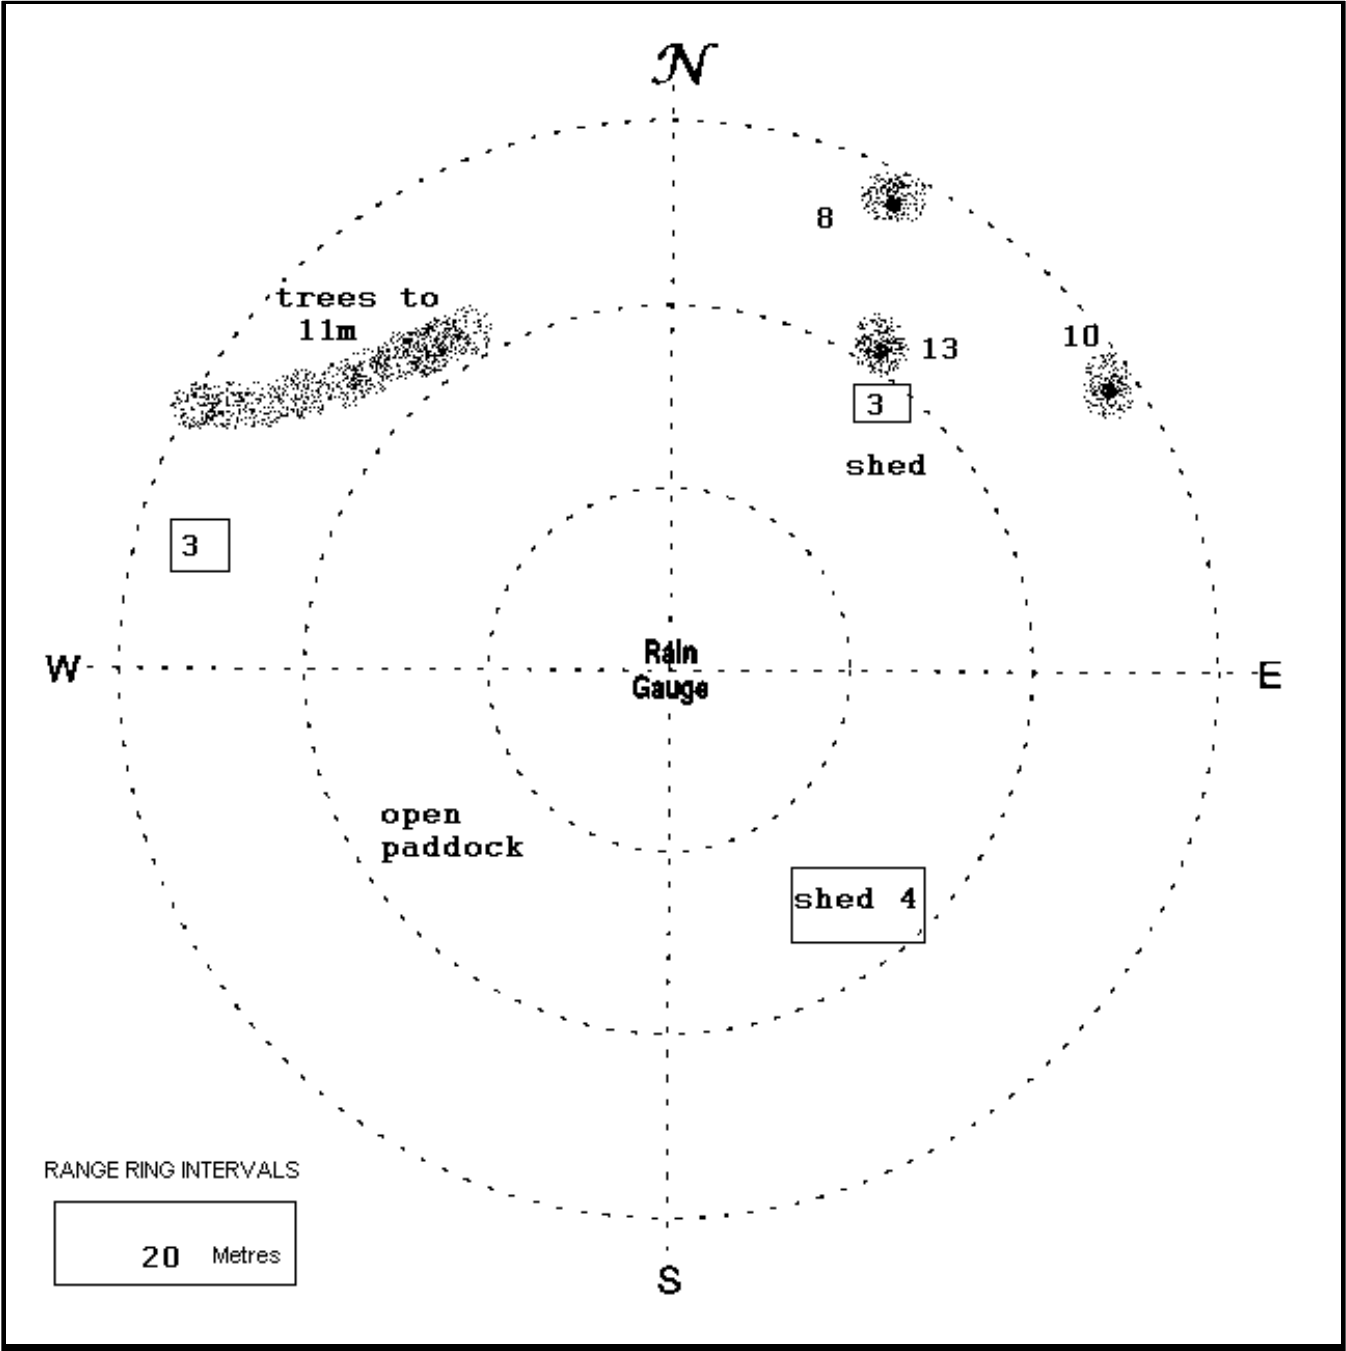 N
8
trees to
11m
13
10
3
shed
3
Rain
Gauge
W
E
open
paddock
shed 4
RANGE RING INTERVALS
20 Metres
S